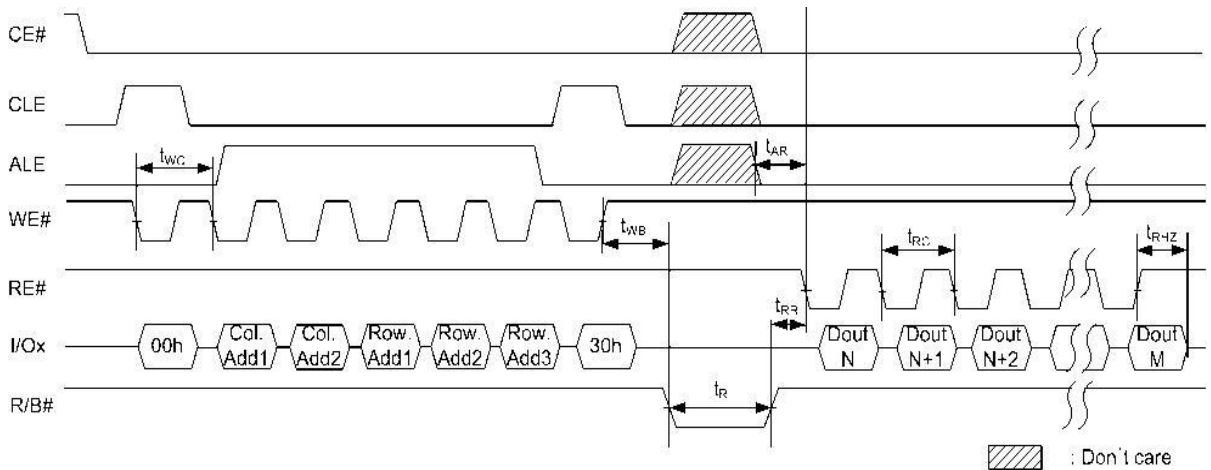 CE#
CLE
ALE
tWC
tAR
WE#
tWB
tRC
tRHZ
RE#
tRR
I/Ox
00h
Col. Add1
Col. Add2
Row. Add1
Row. Add2
Row. Add3
30h
Dout N
Dout N+1
Dout N+2
Dout M
R/B#
tR
: Don't care